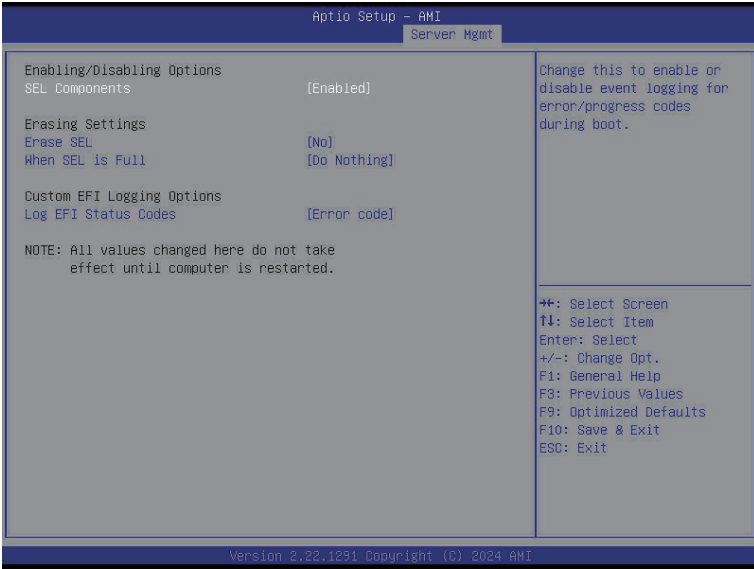 Aptio Setup - AMI
Server Mgmt
Enabling/Disabling Options
SEL Components [Enabled]
Erasing Settings
Erase SEL [No]
When SEL is Full [Do Nothing]
Custom EFI Logging Options
Log EFI Status Codes [Error code]
NOTE: All values changed here do not take
effect until computer is restarted.
Change this to enable or
disable event logging for
error/progress codes
during boot.
→←: Select Screen
↑↓: Select Item
Enter: Select
+/-: Change Opt.
F1: General Help
F3: Previous Values
F9: Optimized Defaults
F10: Save & Exit
ESC: Exit
Version 2.22.1291 Copyright (C) 2024 AMI